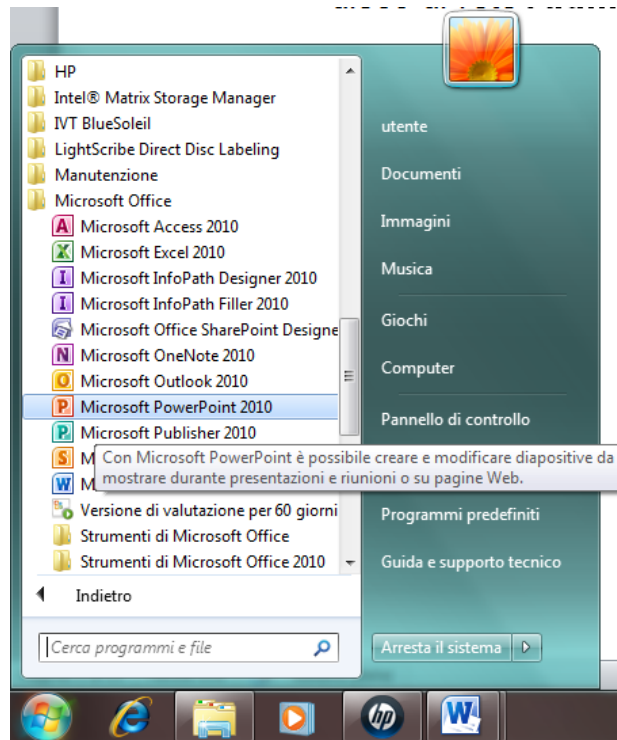 HP
Intel® Matrix Storage Manager
IVT BlueSoleil
LightScribe Direct Disc Labeling
Manutenzione
Microsoft Office
Microsoft Access 2010
Microsoft Excel 2010
Microsoft InfoPath Designer 2010
Microsoft InfoPath Filler 2010
Microsoft Office SharePoint Designe
Microsoft OneNote 2010
Microsoft Outlook 2010
Microsoft PowerPoint 2010
Microsoft Publisher 2010
M
M
Con Microsoft PowerPoint è possibile creare e modificare diapositive da
mostrare durante presentazioni e riunioni o su pagine Web.
Versione di valutazione per 60 giorni
Strumenti di Microsoft Office
Strumenti di Microsoft Office 2010
Indietro
Cerca programmi e file
utente
Documenti
Immagini
Musica
Giochi
Computer
Pannello di controllo
Programmi predefiniti
Guida e supporto tecnico
Arresta il sistema
hp
W